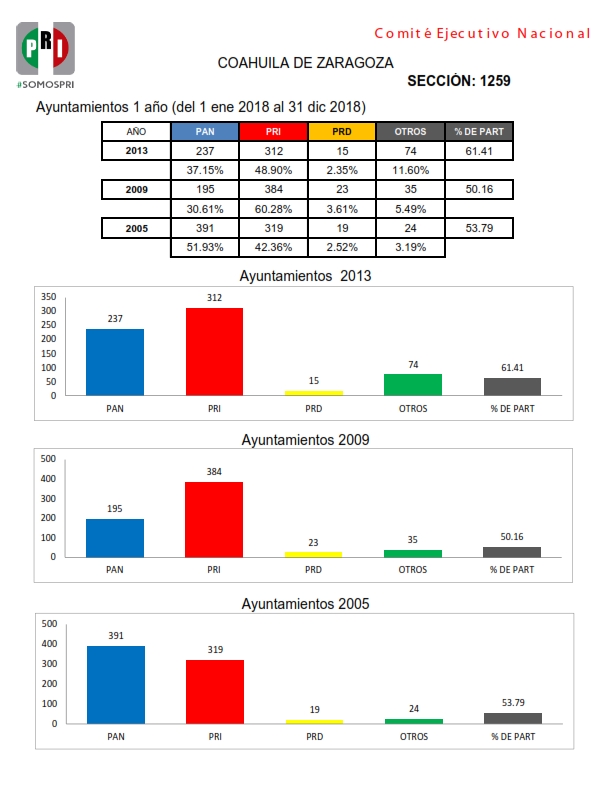 PRI
#SOMOSPRI
Comité Ejecutivo Nacional
COAHUILA DE ZARAGOZA
SECCIÓN: 1259
Ayuntamientos 1 año (del 1 ene 2018 al 31 dic 2018)
AÑO PAN PRI PRD OTROS % DE PART
2013 237 312 15 74 61.41
37.15% 48.90% 2.35% 11.60%
2009 195 384 23 35 50.16
30.61% 60.28% 3.61% 5.49%
2005 391 319 19 24 53.79
51.93% 42.36% 2.52% 3.19%
Ayuntamientos 2013
350
300
250
200
150
100
50
0
237 312 15 74 61.41
PAN PRI PRD OTROS % DE PART
Ayuntamientos 2009
500
400
300
200
100
0
195 384 23 35 50.16
PAN PRI PRD OTROS % DE PART
Ayuntamientos 2005
500
400
300
200
100
0
391 319 19 24 53.79
PAN PRI PRD OTROS % DE PART